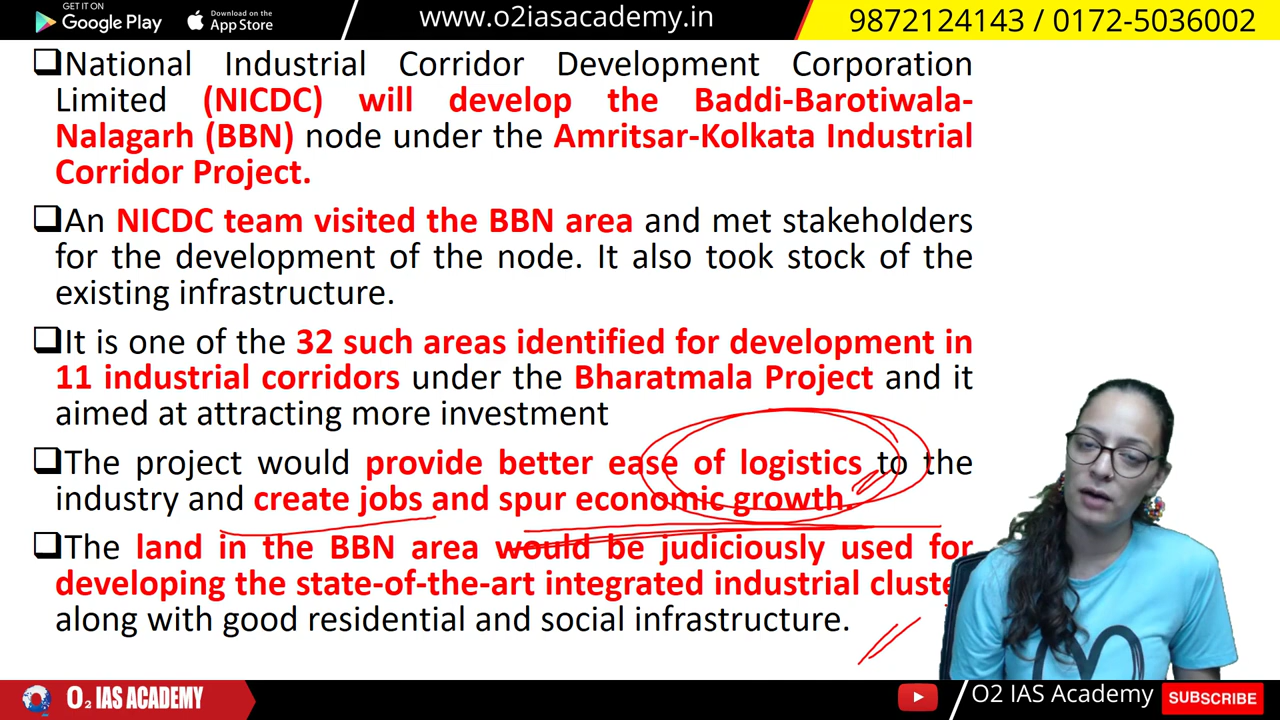 GET IT ON
Google Play
Download on the
App Store
www.o2iasacademy.in
9872124143 / 0172-5036002
National Industrial Corridor Development Corporation
Limited (NICDC) will develop the Baddi-Barotiwala-
Nalagarh (BBN) node under the Amritsar-Kolkata Industrial
Corridor Project.
An NICDC team visited the BBN area and met stakeholders
for the development of the node. It also took stock of the
existing infrastructure.
It is one of the 32 such areas identified for development in
11 industrial corridors under the Bharatmala Project and it
aimed at attracting more investment
The project would provide better ease of logistics to the
industry and create jobs and spur economic growth.
The land in the BBN area would be judiciously used for
developing the state-of-the-art integrated industrial cluster
along with good residential and social infrastructure.
O2 IAS ACADEMY
O2 IAS Academy
SUBSCRIBE